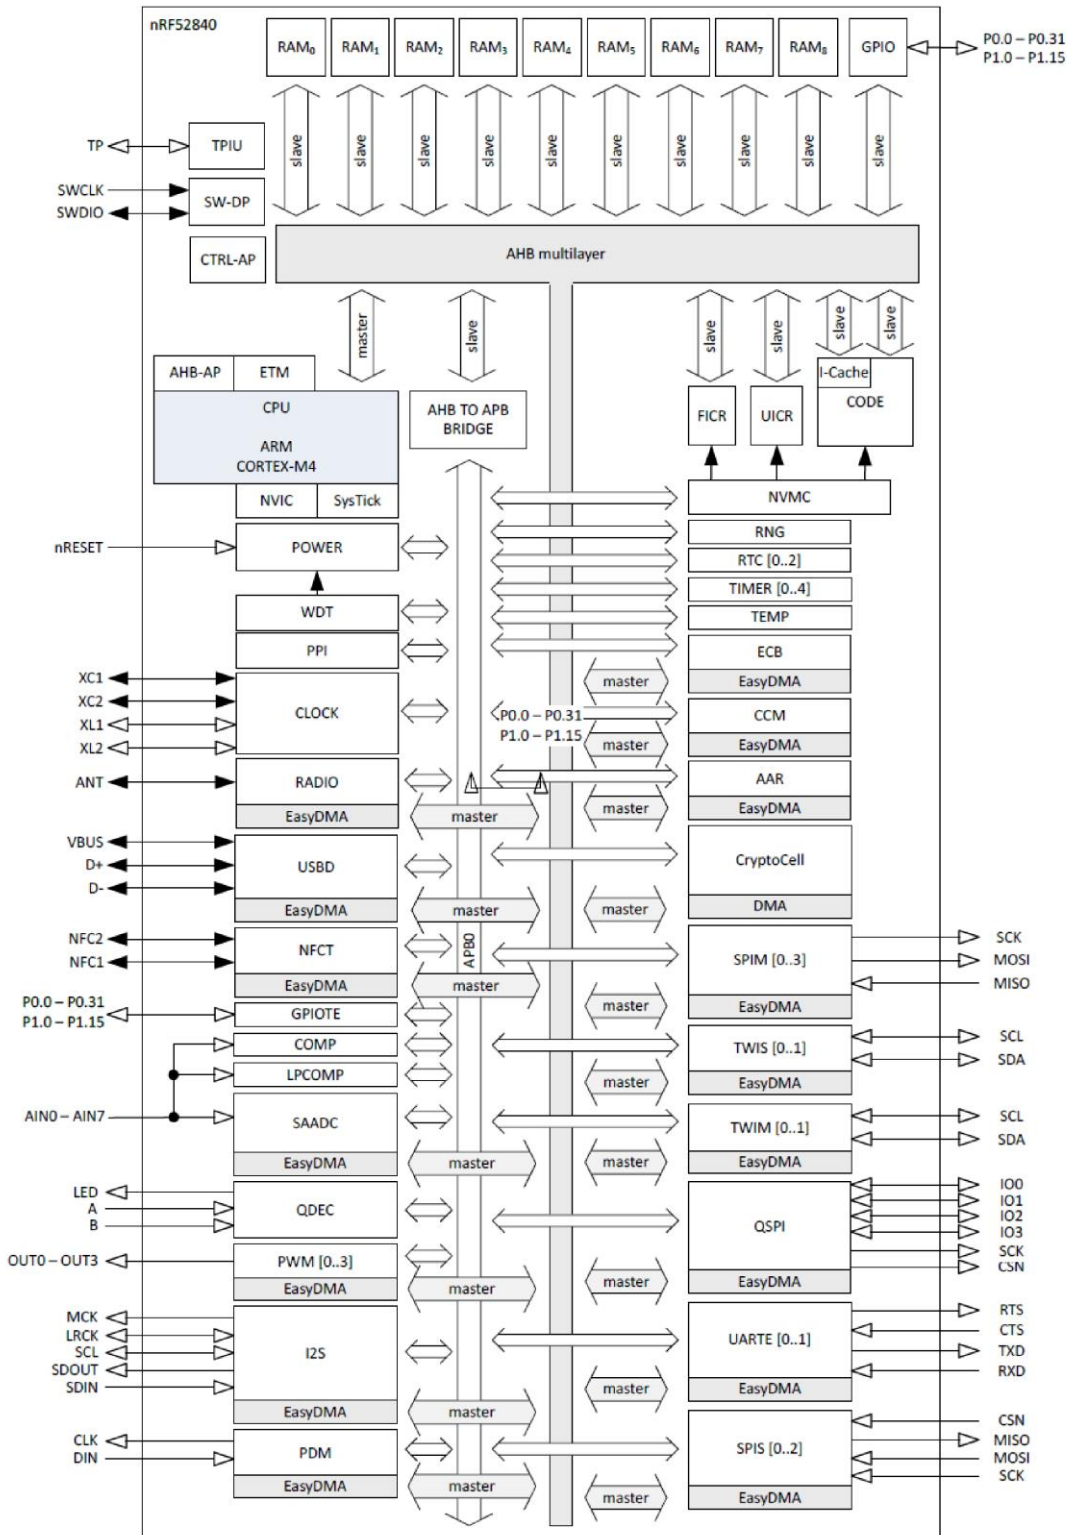 nRF52840
RAM0 RAM1 RAM2 RAM3 RAM4 RAM5 RAM6 RAM7 RAM8 GPIO
P0.0 – P0.31
P1.0 – P1.15
slave slave slave slave slave slave slave slave slave slave
TP TPIU
SWCLK
SWDIO
SW-DP
CTRL-AP
AHB multilayer
master slave slave slave slave slave
AHB-AP ETM
CPU
ARM
CORTEX-M4
NVIC SysTick
AHB TO APB
BRIDGE
FICR UICR
I-Cache
CODE
NVMC
nRESET POWER
RNG
RTC [0..2]
TIMER [0..4]
WDT
TEMP
PPI
ECB
master EasyDMA
XC1
XC2
XL1
XL2
CLOCK
P0.0 – P0.31
P1.0 – P1.15
CCM
master EasyDMA
ANT RADIO
EasyDMA master
AAR
master EasyDMA
VBUS
D+
D-
USBD
EasyDMA master
CryptoCell
master DMA
NFC2
NFC1
NFCT
EasyDMA master
APB0
SPIM [0..3]
master EasyDMA
SCK
MOSI
MISO
P0.0 – P0.31
P1.0 – P1.15
GPIOTE
COMP
LPCOMP
TWIS [0..1]
master EasyDMA
SCL
SDA
AIN0 – AIN7
SAADC
EasyDMA master
TWIM [0..1]
master EasyDMA
SCL
SDA
LED
A
B
QDEC
QSPI
master EasyDMA
IO0
IO1
IO2
IO3
SCK
CSN
OUT0 – OUT3 PWM [0..3]
EasyDMA master
MCK
LRCK
SCL
SDOUT
SDIN
I2S
EasyDMA master
UARTE [0..1]
master EasyDMA
RTS
CTS
TXD
RXD
CLK
DIN
PDM
EasyDMA master
SPIS [0..2]
master EasyDMA
CSN
MISO
MOSI
SCK